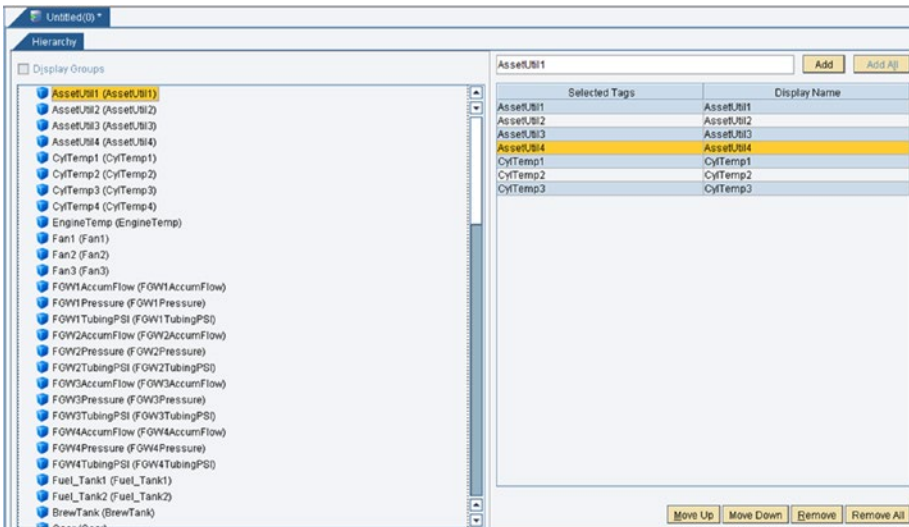 Untitled(0) *
Hierarchy
Display Groups
AssetUtil1 (AssetUtil1)
AssetUtil2 (AssetUtil2)
AssetUtil3 (AssetUtil3)
AssetUtil4 (AssetUtil4)
CylTemp1 (CylTemp1)
CylTemp2 (CylTemp2)
CylTemp3 (CylTemp3)
CylTemp4 (CylTemp4)
EngineTemp (EngineTemp)
Fan1 (Fan1)
Fan2 (Fan2)
Fan3 (Fan3)
FGW1AccumFlow (FGW1AccumFlow)
FGW1Pressure (FGW1Pressure)
FGW1TubingPSI (FGW1TubingPSI)
FGW2AccumFlow (FGW2AccumFlow)
FGW2Pressure (FGW2Pressure)
FGW2TubingPSI (FGW2TubingPSI)
FGW3AccumFlow (FGW3AccumFlow)
FGW3Pressure (FGW3Pressure)
FGW3TubingPSI (FGW3TubingPSI)
FGW4AccumFlow (FGW4AccumFlow)
FGW4Pressure (FGW4Pressure)
FGW4TubingPSI (FGW4TubingPSI)
Fuel_Tank1 (Fuel_Tank1)
Fuel_Tank2 (Fuel_Tank2)
BrewTank (BrewTank)
AssetUtil1 Add Add All
Selected Tags Display Name
AssetUtil1 AssetUtil1
AssetUtil2 AssetUtil2
AssetUtil3 AssetUtil3
AssetUtil4 AssetUtil4
CylTemp1 CylTemp1
CylTemp2 CylTemp2
CylTemp3 CylTemp3
Move Up Move Down Remove Remove All